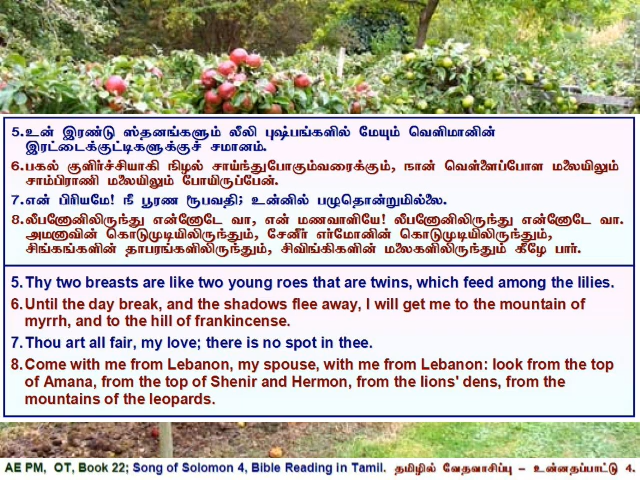 5.உன் இரண்டு ஸ்தனங்களும் லீலி புஷ்பங்களில் மேயும் வெளிமானின்
இரட்டைக்குட்டிகளுக்குச் சமானம்.
6.பகல் குளிர்ச்சியாகி நிழல் சாய்ந்துபோகும்வரைக்கும், நான் வெள்ளைப்போள மலையிலும்
சாம்பிராணி மலையிலும் போயிருப்பேன்.
7.என் பிரியமே! நீ பூரண ரூபவதி; உன்னில் பழுதொன்றுமில்லை.
8.லீபனோனிலிருந்து என்னோடே வா, என் மணவாளியே! லீபனோனிலிருந்து என்னோடே வா.
அமனாவின் கொடுமுடியிலிருந்தும், சேனீர் எர்மோனின் கொடுமுடியிலிருந்தும்,
சிங்கங்களின் தாபரங்களிலிருந்தும், சிவிங்கிகளின் மலைகளிலிருந்தும் கீழே பார்.
5.Thy two breasts are like two young roes that are twins, which feed among the lilies.
6.Until the day break, and the shadows flee away, I will get me to the mountain of
myrrh, and to the hill of frankincense.
7.Thou art all fair, my love; there is no spot in thee.
8.Come with me from Lebanon, my spouse, with me from Lebanon: look from the top
of Amana, from the top of Shenir and Hermon, from the lions' dens, from the
mountains of the leopards.
AE PM, OT, Book 22; Song of Solomon 4, Bible Reading in Tamil. தமிழில் வேதவாசிப்பு – உன்னதப்பாட்டு 4.